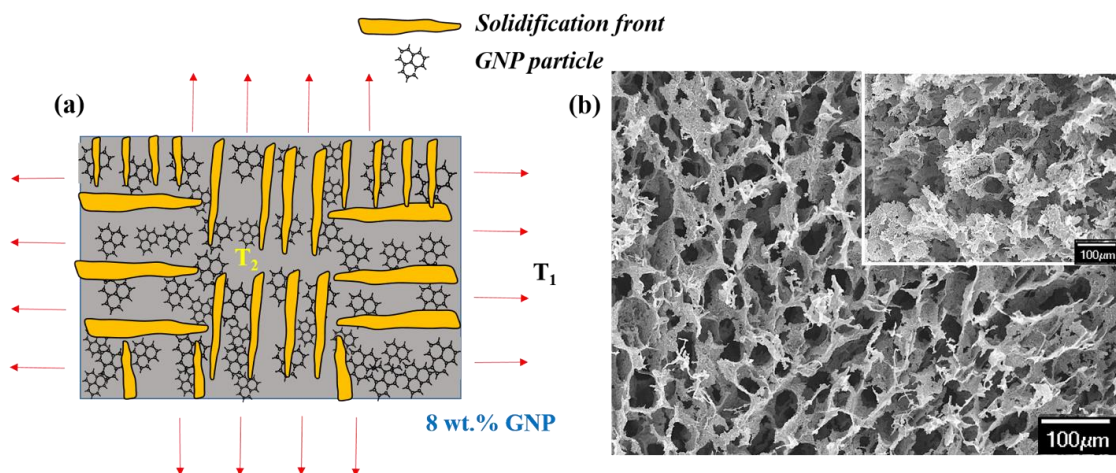 Solidification front
GNP particle
(a)
(b)
T₂
T₁
100μm
8 wt.% GNP
100μm